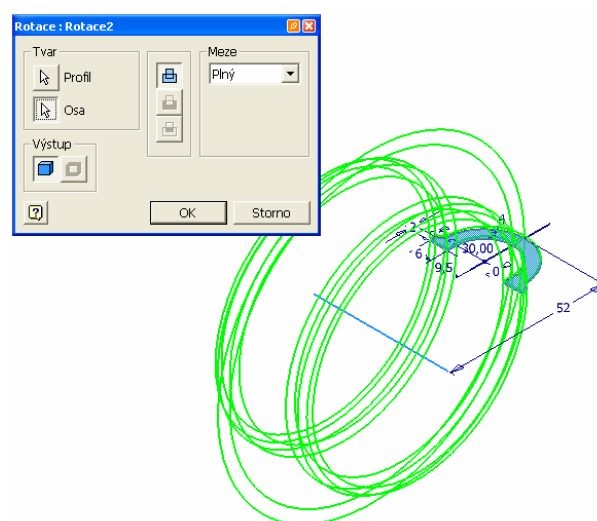 Rotace : Rotace2
Tvar
Profil
Osa
Výstup
Meze
Plný
OK
Storno
2
6
9,5
30,00
0
52